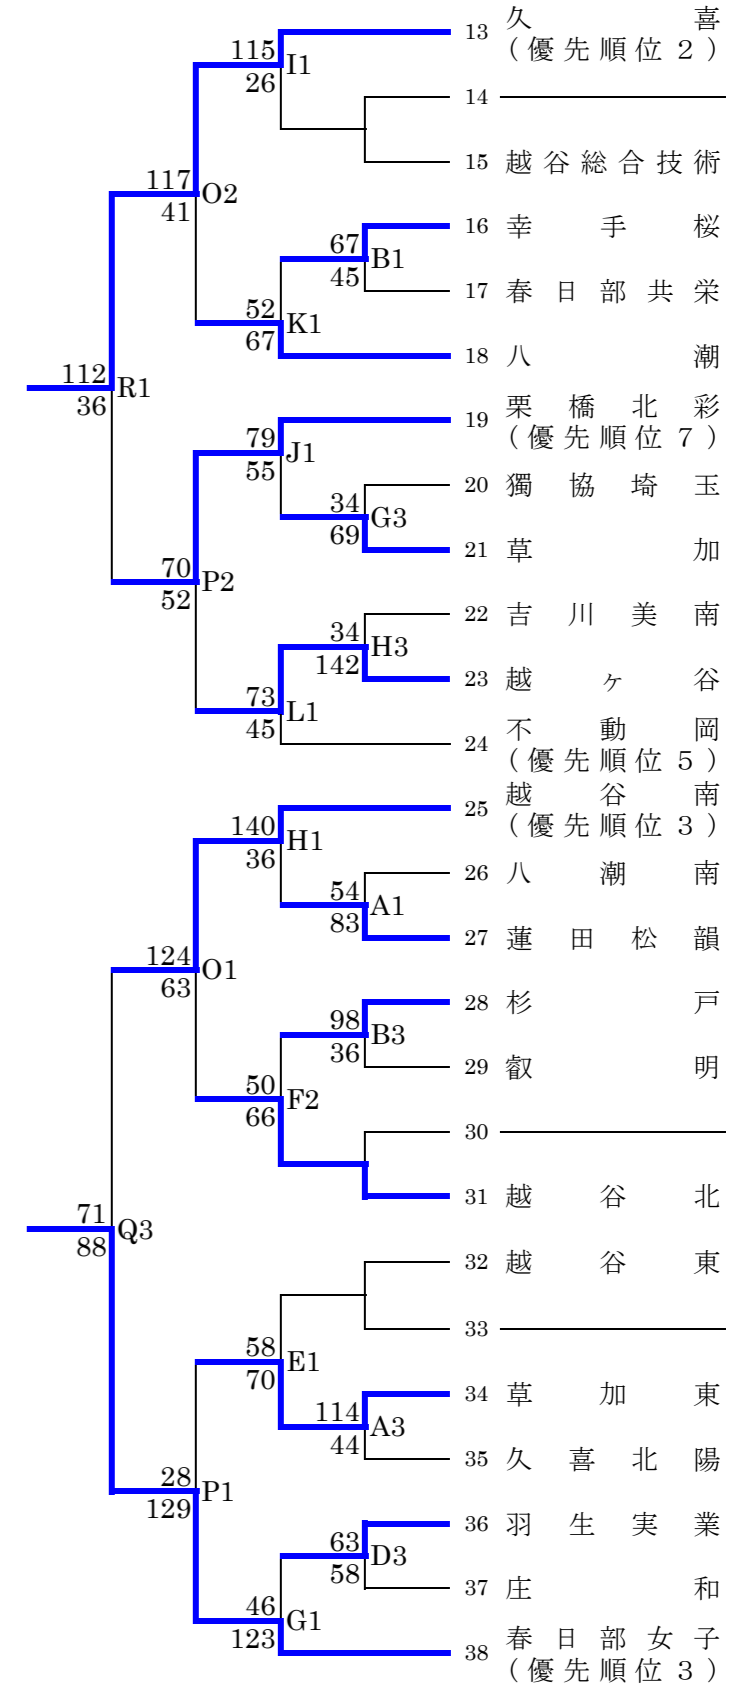 13 久喜
(優先順位2)
115
I1
26
14
15 越谷総合技術
117
O2
41
16 幸手桜
67
B1
45
17 春日部共栄
52
K1
67
18 八潮
112
R1
36
19 栗橋北彩
(優先順位7)
79
J1
55
20 獨協埼玉
34
G3
69
21 草加
70
P2
52
22 吉川美南
34
H3
142
23 越ヶ谷
73
L1
45
24 不動岡
(優先順位5)
25 越谷南
(優先順位3)
140
H1
36
26 八潮南
54
A1
83
27 蓮田松韻
124
O1
63
28 杉戸
98
B3
36
29 叡明
50
F2
66
30
31 越谷北
71
Q3
88
32 越谷東
33
58
E1
70
34 草加東
114
A3
44
35 久喜北陽
28
P1
129
36 羽生実業
63
D3
58
37 庄和
46
G1
123
38 春日部女子
(優先順位3)